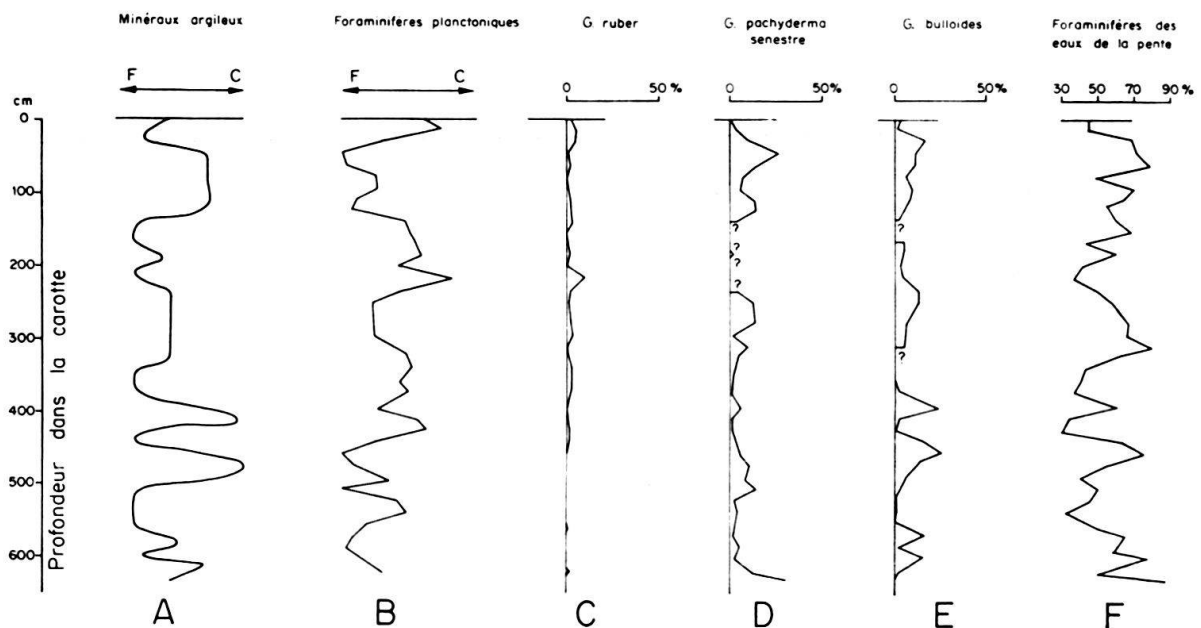 Minéraux argileux
Foraminifères planctoniques
G. ruber
G. pachyderma
senestre
G. bulloides
Foraminifères des
eaux de la pente
F C
F C
0 50%
0 50%
0 50%
30 50 70 90%
cm
0
100
200
300
400
500
600
Profondeur dans la carotte
?
?
?
?
?
?
?
A B C D E F